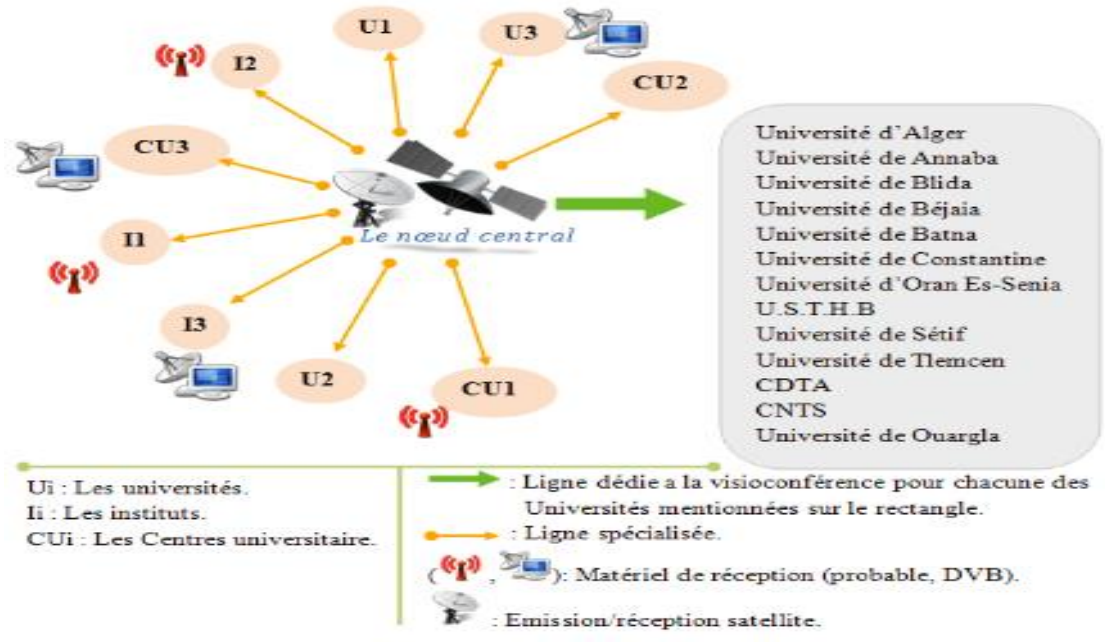 U1
U3
I2
CU2
CU3
I1
Le nœud central
I3
U2
CU1
Université d'Alger
Université de Annaba
Université de Blida
Université de Béjaia
Université de Batna
Université de Constantine
Université d'Oran Es-Senia
U.S.T.H.B
Université de Sétif
Université de Tlemcen
CDTA
CNTS
Université de Ouargla
Ui : Les universités.
Ii : Les instituts.
CUi : Les Centres universitaire.
: Ligne dédie a la visioconférence pour chacune des
Universités mentionnées sur le rectangle.
: Ligne spécialisée.
( , ): Matériel de réception (probable, DVB).
: Emission/réception satellite.